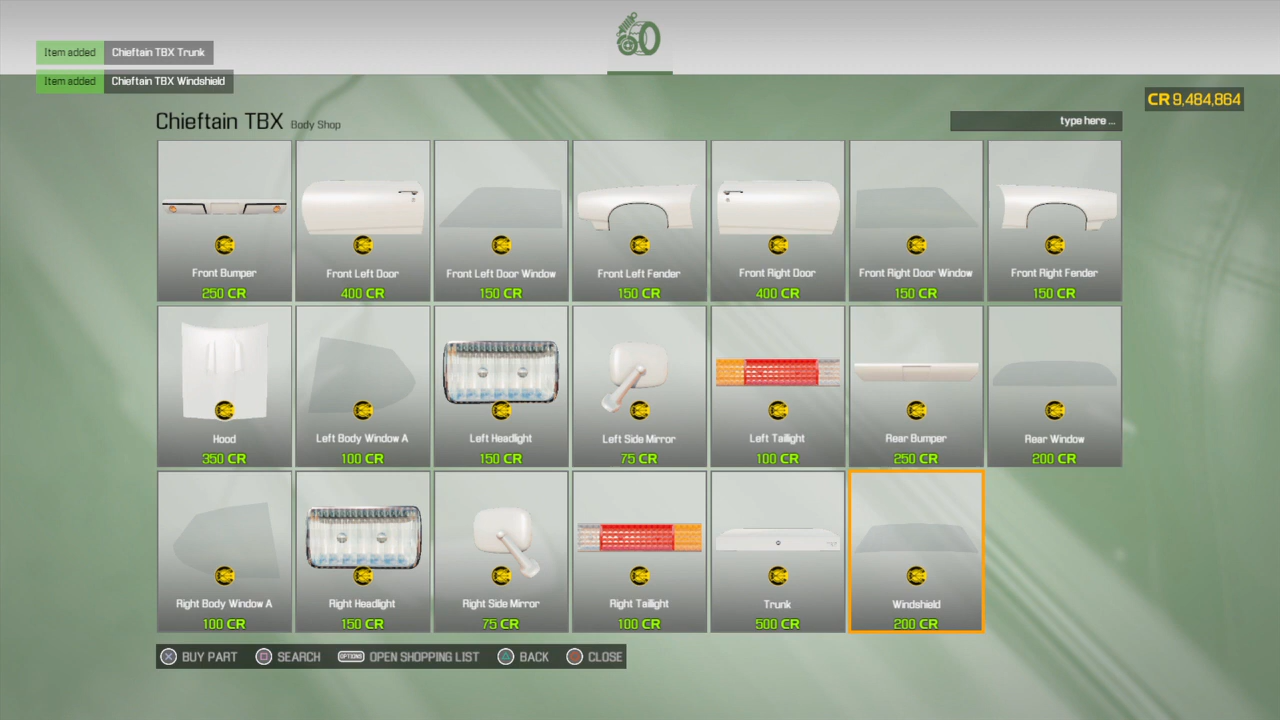 Item added Chieftain TBX Trunk
Item added Chieftain TBX Windshield
CR 9,484,864
Chieftain TBX Body Shop
type here ...
Front Bumper Front Left Door Front Left Door Window Front Left Fender Front Right Door Front Right Door Window Front Right Fender
250 CR 400 CR 150 CR 150 CR 400 CR 150 CR 150 CR
Hood Left Body Window A Left Headlight Left Side Mirror Left Taillight Rear Bumper Rear Window
350 CR 100 CR 150 CR 75 CR 100 CR 250 CR 200 CR
Right Body Window A Right Headlight Right Side Mirror Right Taillight Trunk Windshield
100 CR 150 CR 75 CR 100 CR 500 CR 200 CR
BUY PART SEARCH OPTIONS OPEN SHOPPING LIST BACK CLOSE